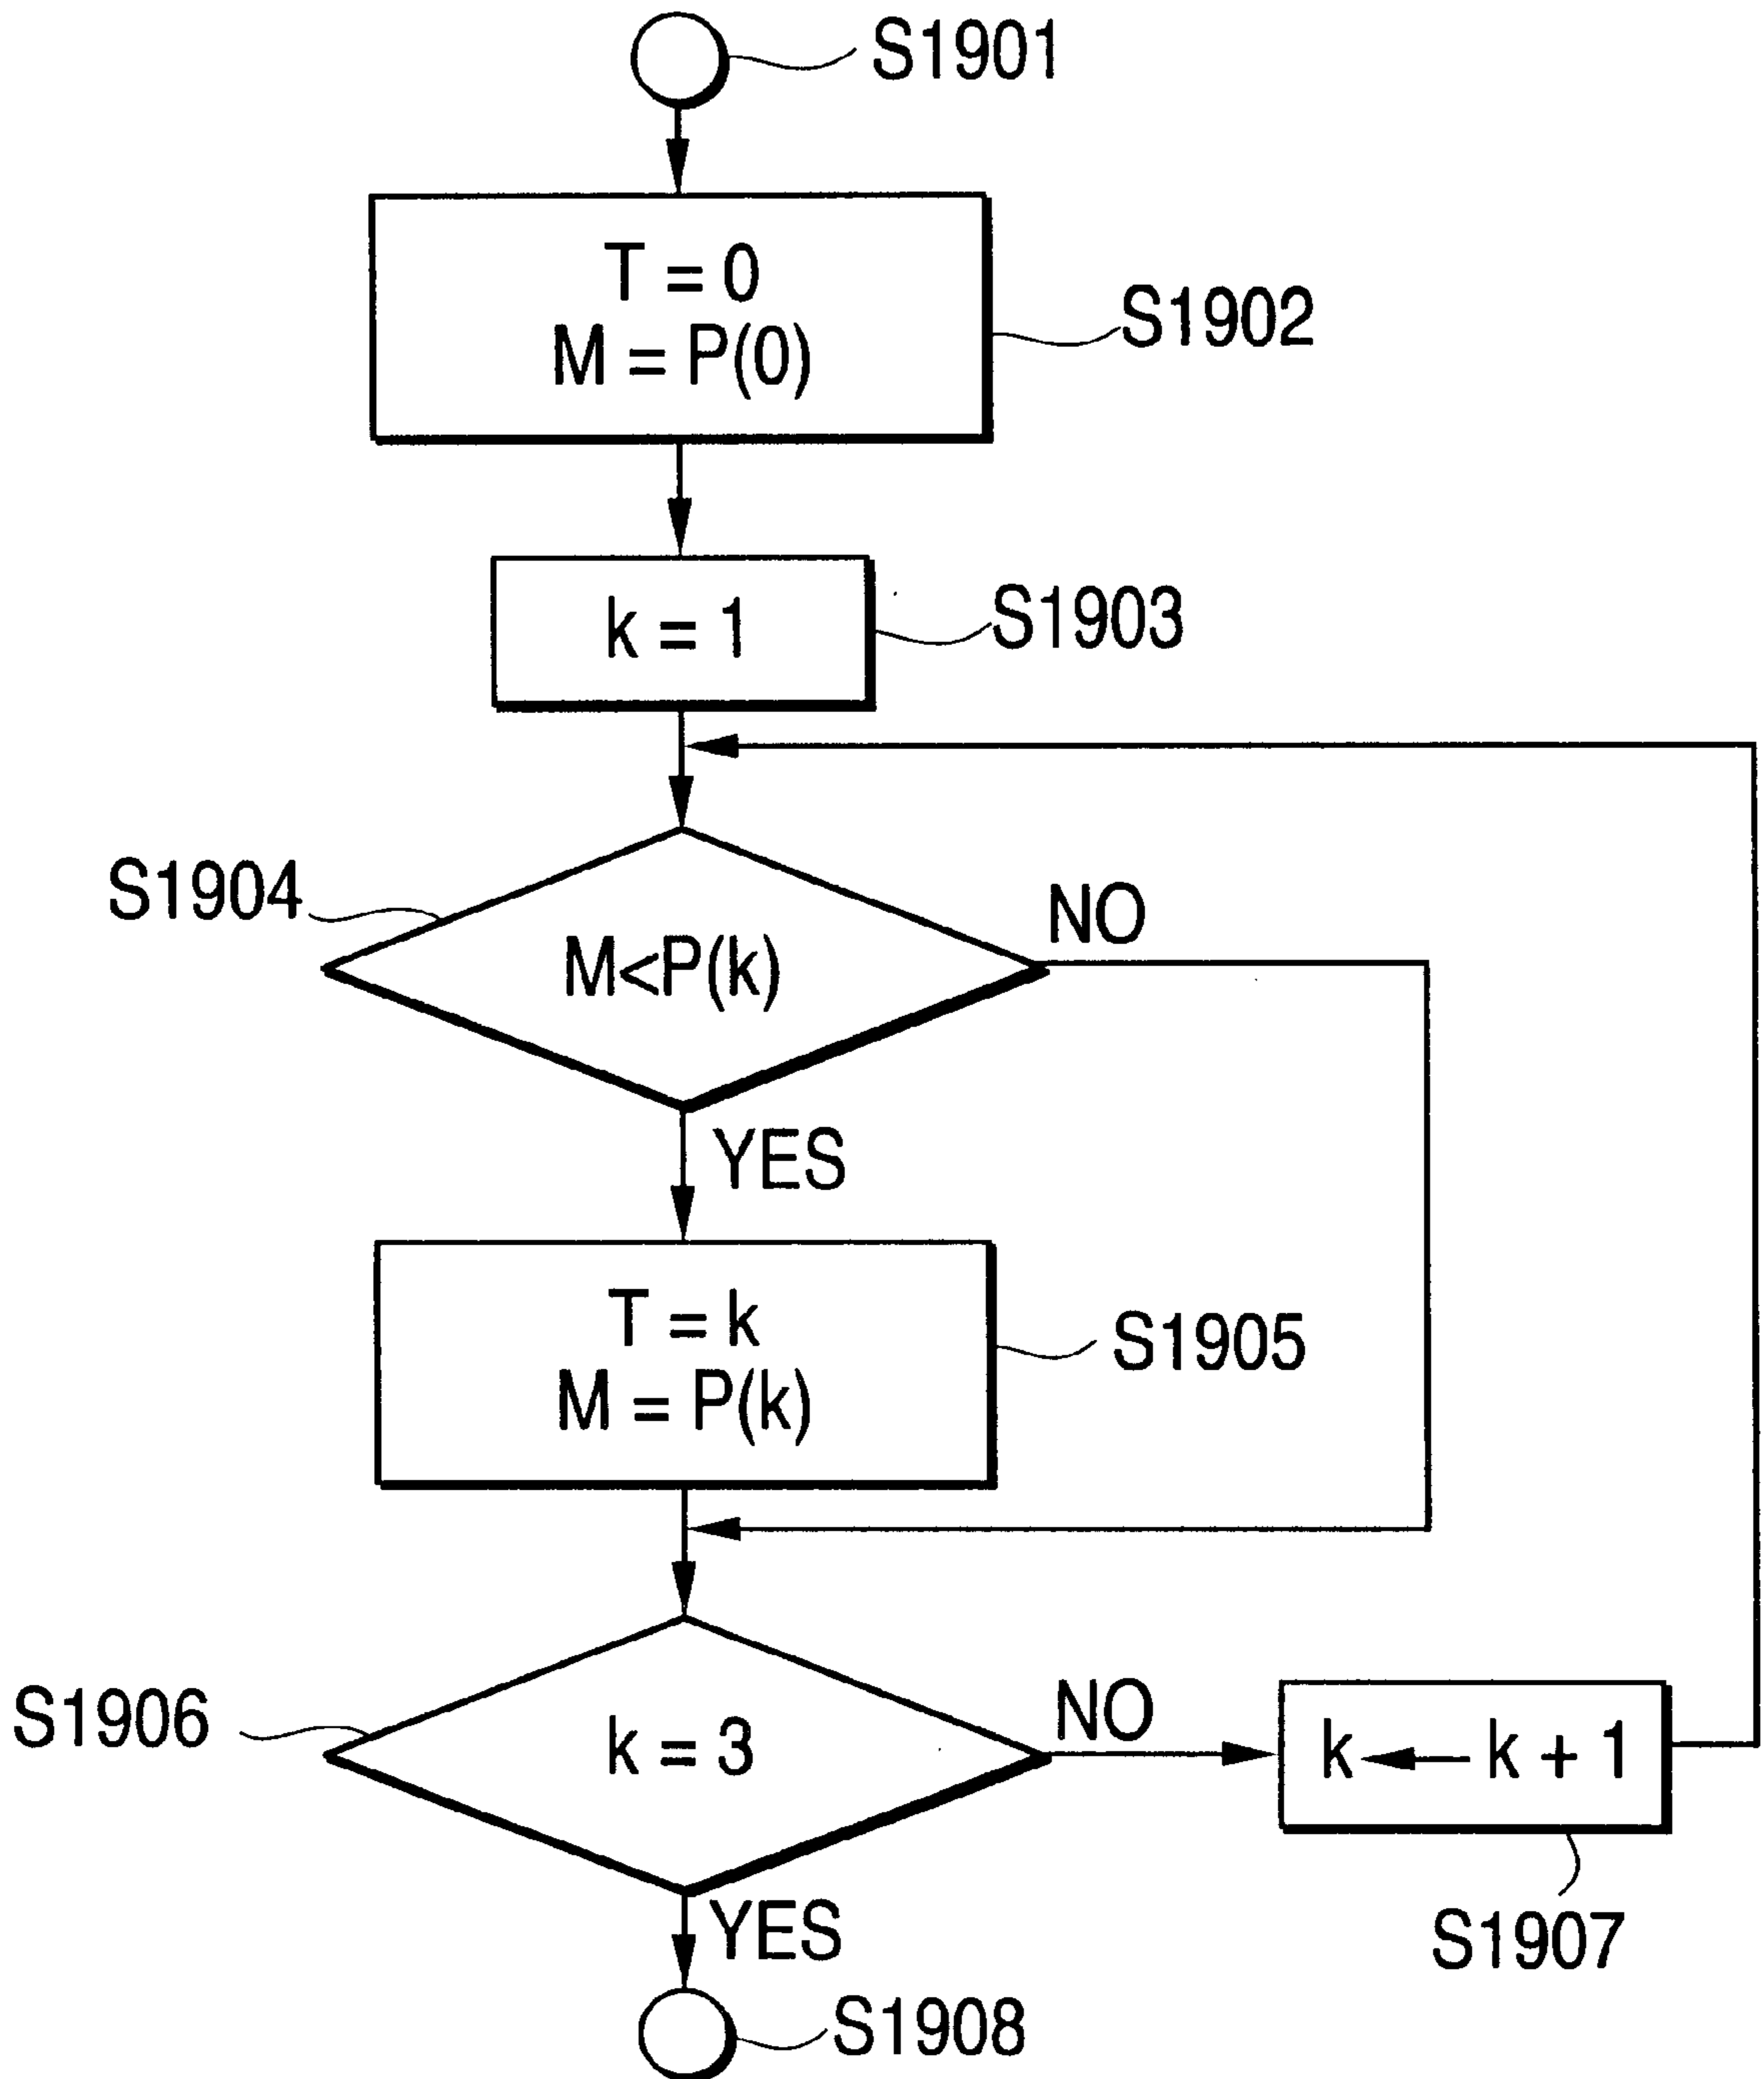 S1901
T = 0
M = P(0)
S1902
k = 1
S1903
S1904
M<P(k)
NO
YES
T = k
M = P(k)
S1905
S1906
k = 3
NO
k ← k + 1
S1907
YES
S1908